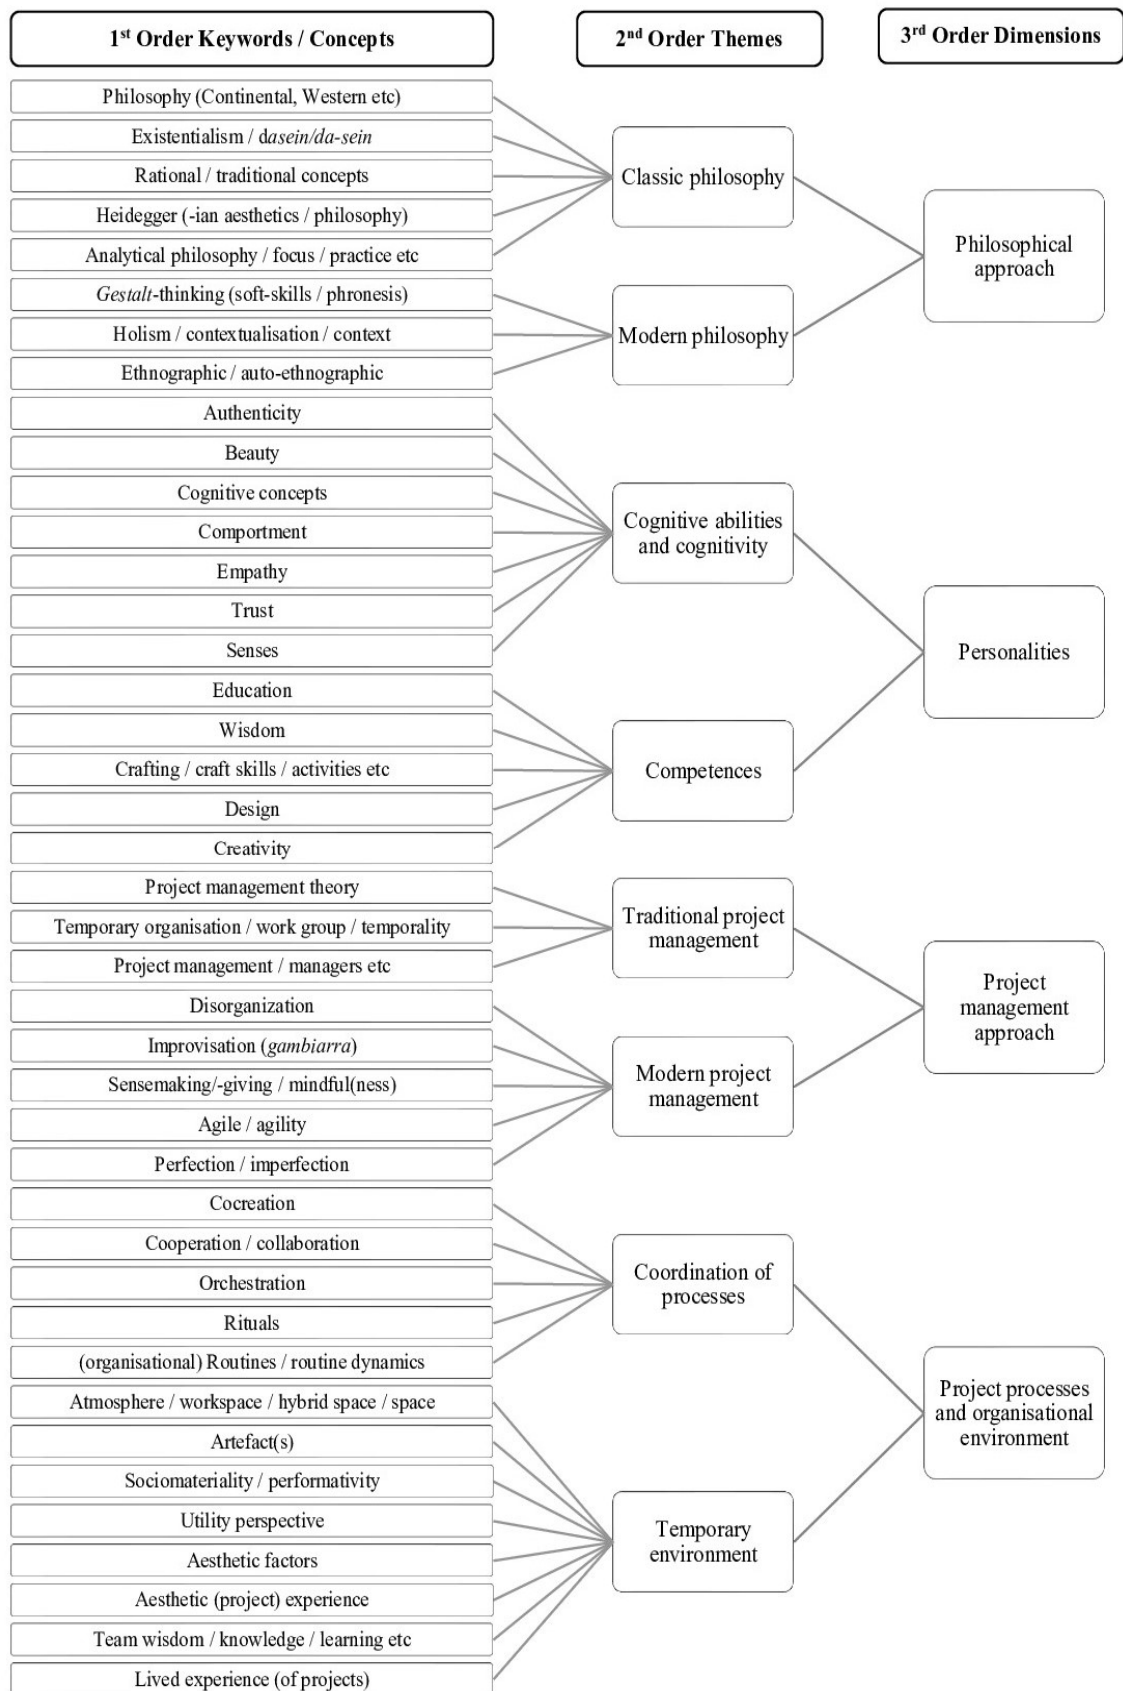 1st Order Keywords / Concepts
2nd Order Themes
3rd Order Dimensions
Philosophy (Continental, Western etc)
Existentialism / dasein/da-sein
Rational / traditional concepts
Heidegger (-ian aesthetics / philosophy)
Analytical philosophy / focus / practice etc
Gestalt-thinking (soft-skills / phronesis)
Holism / contextualisation / context
Ethnographic / auto-ethnographic
Authenticity
Beauty
Cognitive concepts
Comportment
Empathy
Trust
Senses
Education
Wisdom
Crafting / craft skills / activities etc
Design
Creativity
Project management theory
Temporary organisation / work group / temporality
Project management / managers etc
Disorganization
Improvisation (gambiarra)
Sensemaking/-giving / mindful(ness)
Agile / agility
Perfection / imperfection
Cocreation
Cooperation / collaboration
Orchestration
Rituals
(organisational) Routines / routine dynamics
Atmosphere / workspace / hybrid space / space
Artefact(s)
Sociomateriality / performativity
Utility perspective
Aesthetic factors
Aesthetic (project) experience
Team wisdom / knowledge / learning etc
Lived experience (of projects)
Classic philosophy
Modern philosophy
Cognitive abilities
and cognitivity
Competences
Traditional project
management
Modern project
management
Coordination of
processes
Temporary
environment
Philosophical
approach
Personalities
Project
management
approach
Project processes
and organisational
environment